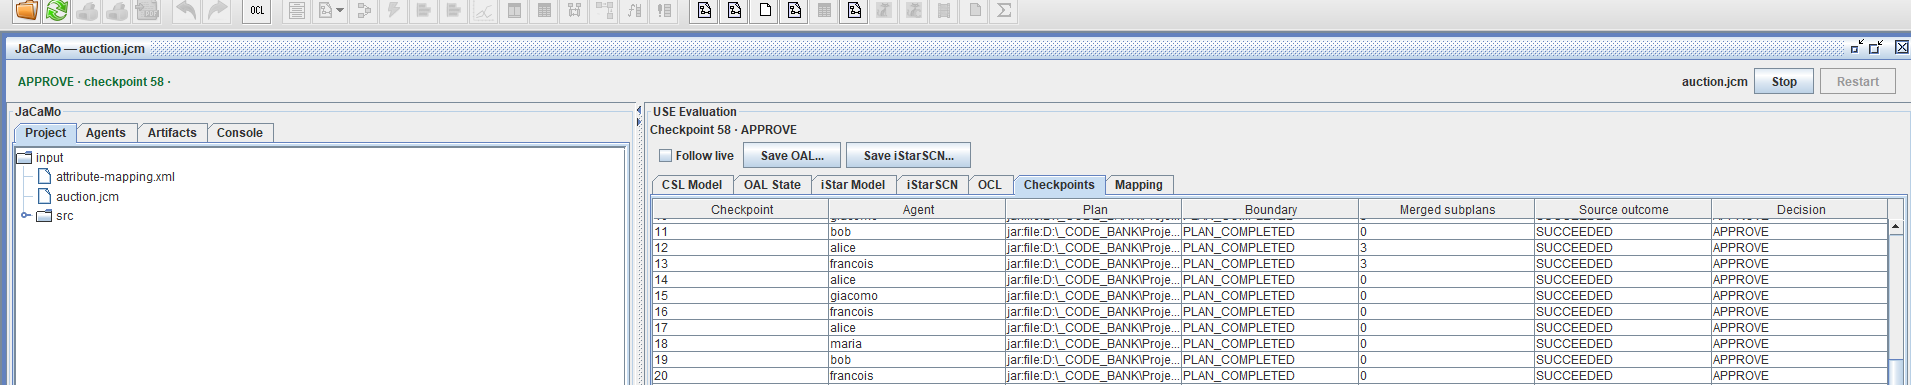 OCL
JaCaMo — auction.jcm
APPROVE · checkpoint 58 ·
auction.jcm Stop Restart
JaCaMo
Project Agents Artifacts Console
input
attribute-mapping.xml
auction.jcm
src
USE Evaluation
Checkpoint 58 · APPROVE
Follow live Save OAL... Save iStarSCN...
CSL Model OAL State iStar Model iStarSCN OCL Checkpoints Mapping
Checkpoint Agent Plan Boundary Merged subplans Source outcome Decision
11 bob jar:file:D:\_CODE_BANK\Proje... PLAN_COMPLETED 0 SUCCEEDED APPROVE
12 alice jar:file:D:\_CODE_BANK\Proje... PLAN_COMPLETED 3 SUCCEEDED APPROVE
13 francois jar:file:D:\_CODE_BANK\Proje... PLAN_COMPLETED 3 SUCCEEDED APPROVE
14 alice jar:file:D:\_CODE_BANK\Proje... PLAN_COMPLETED 0 SUCCEEDED APPROVE
15 giacomo jar:file:D:\_CODE_BANK\Proje... PLAN_COMPLETED 0 SUCCEEDED APPROVE
16 francois jar:file:D:\_CODE_BANK\Proje... PLAN_COMPLETED 0 SUCCEEDED APPROVE
17 alice jar:file:D:\_CODE_BANK\Proje... PLAN_COMPLETED 0 SUCCEEDED APPROVE
18 maria jar:file:D:\_CODE_BANK\Proje... PLAN_COMPLETED 0 SUCCEEDED APPROVE
19 bob jar:file:D:\_CODE_BANK\Proje... PLAN_COMPLETED 0 SUCCEEDED APPROVE
20 francois jar:file:D:\_CODE_BANK\Proje... PLAN_COMPLETED 0 SUCCEEDED APPROVE